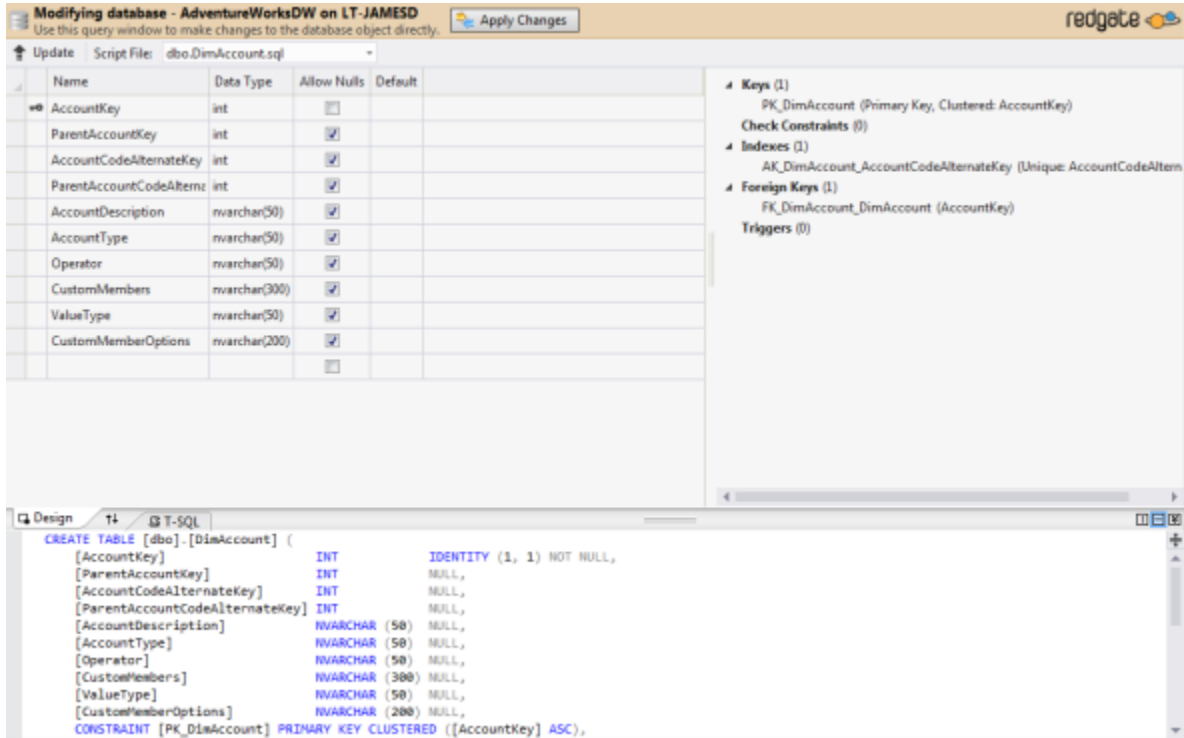 Modifying database - AdventureWorksDW on LT-JAMESD
Use this query window to make changes to the database object directly.
Apply Changes
redgate
Update Script File: dbo.DimAccount.sql
Name Data Type Allow Nulls Default
AccountKey int
ParentAccountKey int
AccountCodeAlternateKey int
ParentAccountCodeAlterna int
AccountDescription nvarchar(50)
AccountType nvarchar(50)
Operator nvarchar(50)
CustomMembers nvarchar(300)
ValueType nvarchar(50)
CustomMemberOptions nvarchar(200)
Keys (1)
PK_DimAccount (Primary Key, Clustered: AccountKey)
Check Constraints (0)
Indexes (1)
AK_DimAccount_AccountCodeAlternateKey (Unique: AccountCodeAltern
Foreign Keys (1)
FK_DimAccount_DimAccount (AccountKey)
Triggers (0)
Design T-SQL
CREATE TABLE [dbo].[DimAccount] (
[AccountKey] INT IDENTITY (1, 1) NOT NULL,
[ParentAccountKey] INT NULL,
[AccountCodeAlternateKey] INT NULL,
[ParentAccountCodeAlternateKey] INT NULL,
[AccountDescription] NVARCHAR (50) NULL,
[AccountType] NVARCHAR (50) NULL,
[Operator] NVARCHAR (50) NULL,
[CustomMembers] NVARCHAR (300) NULL,
[ValueType] NVARCHAR (50) NULL,
[CustomMemberOptions] NVARCHAR (200) NULL,
CONSTRAINT [PK_DimAccount] PRIMARY KEY CLUSTERED ([AccountKey] ASC),